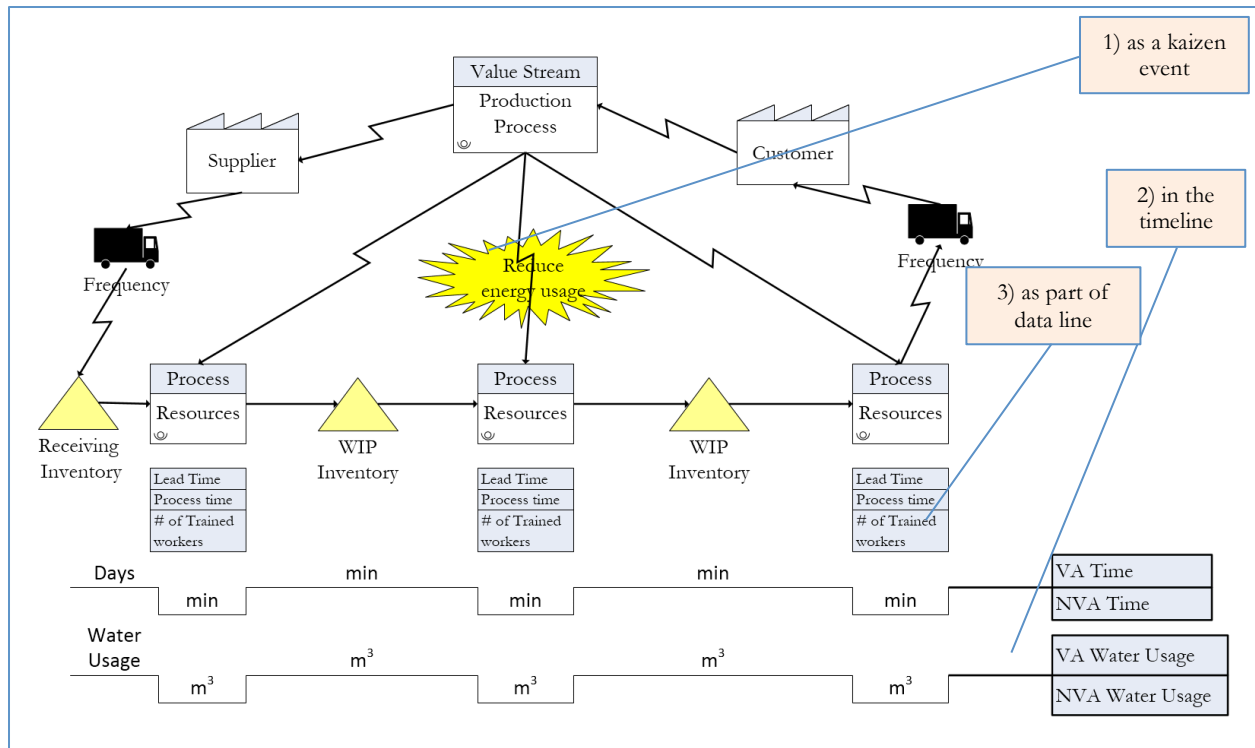 1) as a kaizen
event
Value Stream
Production
Process
Supplier
Customer
2) in the
timeline
Frequency
Reduce
energy usage
Frequency
3) as part of
data line
Process
Resources
Process
Resources
Process
Resources
Receiving
Inventory
WIP
Inventory
WIP
Inventory
Lead Time
Process time
# of Trained
workers
Lead Time
Process time
# of Trained
workers
Lead Time
Process time
# of Trained
workers
Days
min
min
min
min
min
VA Time
NVA Time
Water
Usage
m³
m³
m³
m³
m³
VA Water Usage
NVA Water Usage